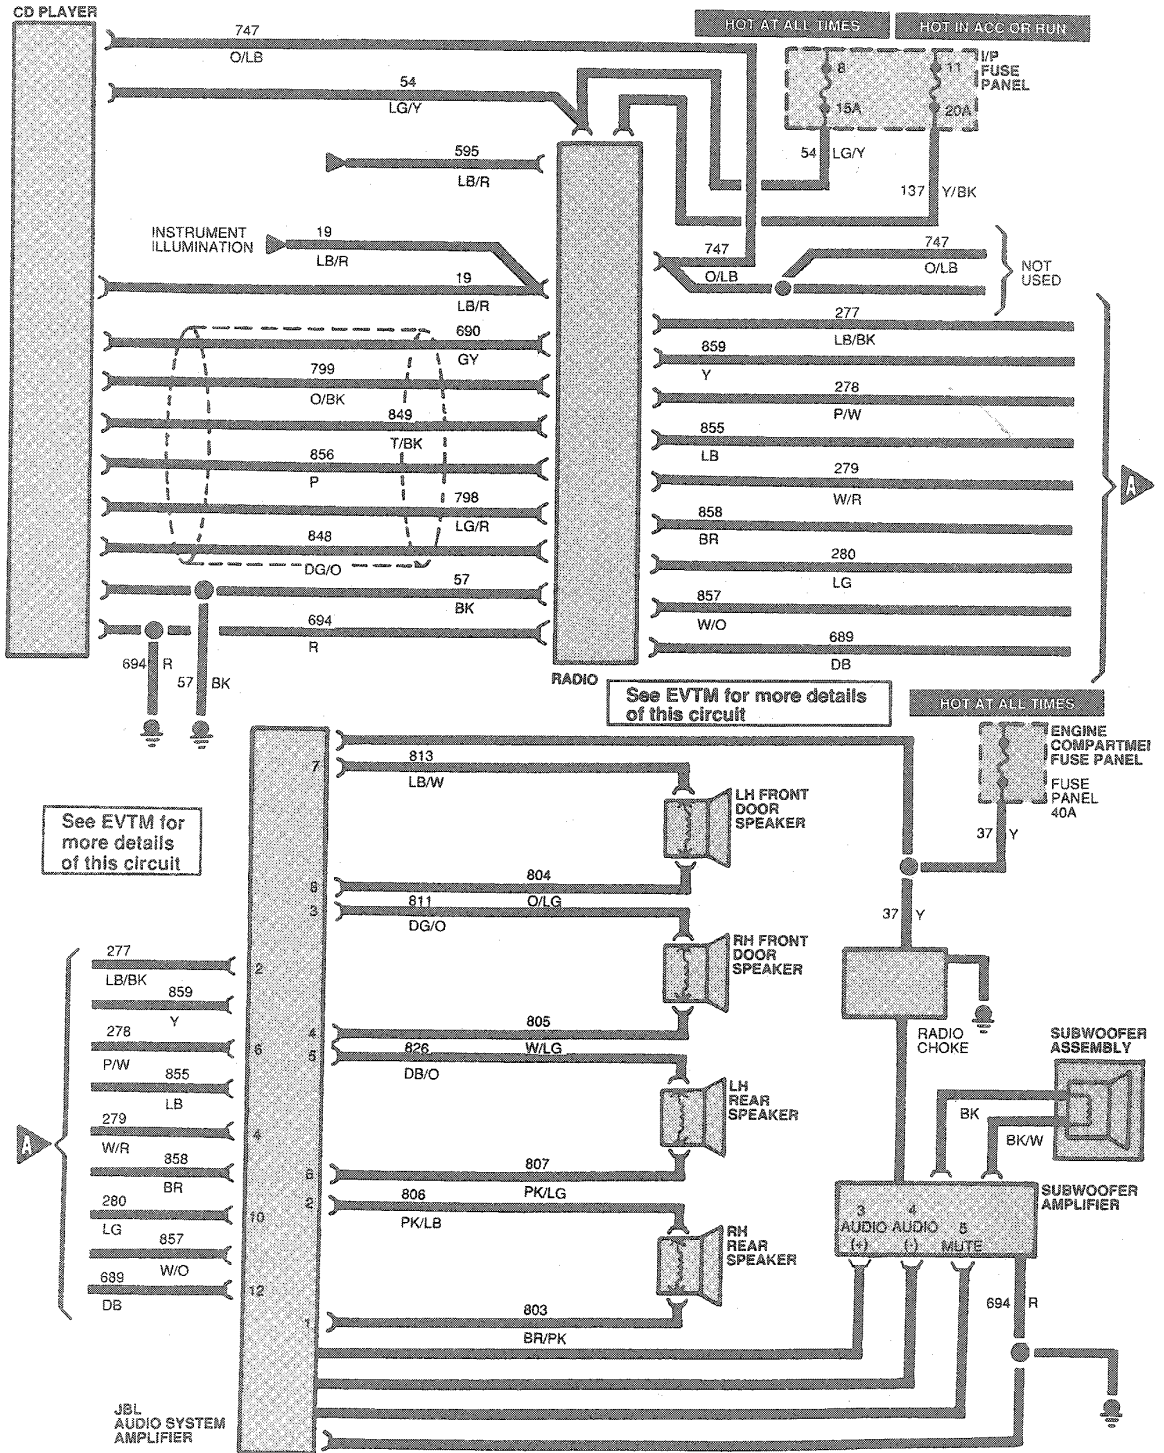 CD PLAYER
747
O/LB
HOT AT ALL TIMES
HOT IN ACC OR RUN
8
15A
11
20A
I/P
FUSE
PANEL
54
LG/Y
54
LG/Y
137
Y/BK
595
LB/R
INSTRUMENT
ILLUMINATION
19
LB/R
747
O/LB
747
O/LB
NOT
USED
19
LB/R
690
GY
799
O/BK
849
T/BK
856
P
798
LG/R
848
DG/O
57
BK
694
R
694
R
57
BK
277
LB/BK
859
Y
278
P/W
855
LB
279
W/R
858
BR
280
LG
857
W/O
689
DB
A
RADIO
See EVTM for more details
of this circuit
HOT AT ALL TIMES
ENGINE
COMPARTMEI
FUSE PANEL
FUSE
PANEL
40A
37
Y
37
Y
See EVTM for
more details
of this circuit
7
813
LB/W
LH FRONT
DOOR
SPEAKER
8
804
O/LG
3
811
DG/O
RH FRONT
DOOR
SPEAKER
4
805
W/LG
5
826
DB/O
LH
REAR
SPEAKER
6
807
PK/LG
2
806
PK/LB
RH
REAR
SPEAKER
1
803
BR/PK
A
277
LB/BK
2
859
Y
278
P/W
6
855
LB
279
W/R
4
858
BR
280
LG
10
857
W/O
689
DB
12
RADIO
CHOKE
SUBWOOFER
ASSEMBLY
BK
BK/W
SUBWOOFER
AMPLIFIER
3
AUDIO
(+)
4
AUDIO
(-)
5
MUTE
694
R
JBL
AUDIO SYSTEM
AMPLIFIER